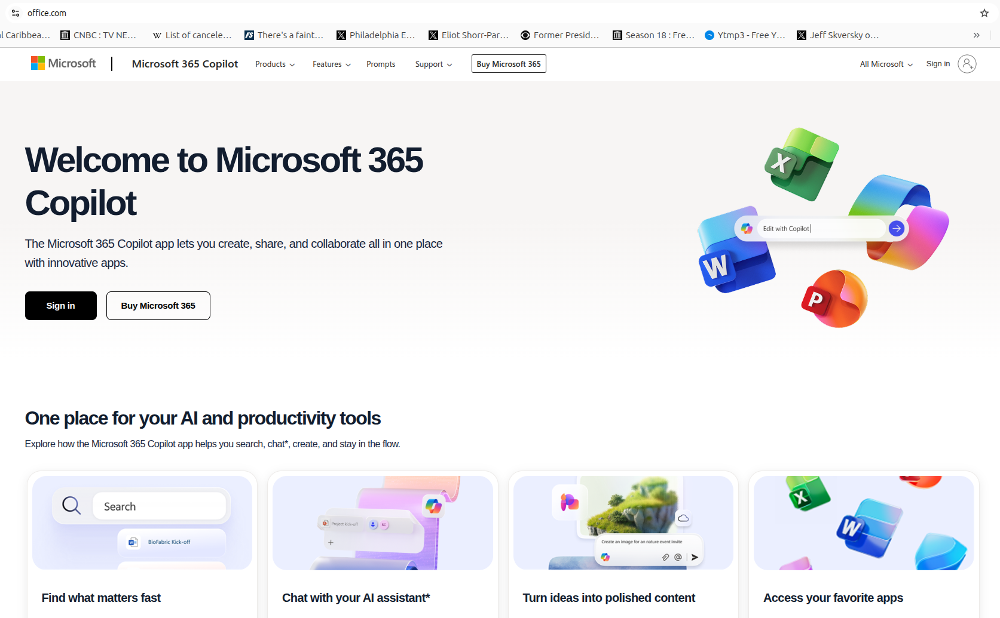 office.com
l Caribbea...
CNBC : TV NE...
List of cancele...
There's a faint...
Philadelphia E...
Eliot Shorr-Par...
Former Presid...
Season 18 : Fre...
Ytmp3 - Free Y...
Jeff Skversky o...
Microsoft
Microsoft 365 Copilot
Products
Features
Prompts
Support
Buy Microsoft 365
All Microsoft
Sign in
Welcome to Microsoft 365
Copilot
The Microsoft 365 Copilot app lets you create, share, and collaborate all in one place
with innovative apps.
Sign in
Buy Microsoft 365
X
Edit with Copilot
W
P
One place for your AI and productivity tools
Explore how the Microsoft 365 Copilot app helps you search, chat*, create, and stay in the flow.
Search
BioFabric Kick-off
Project kick-off
SC
Create an image for an nature event invite
X
W
Find what matters fast
Chat with your AI assistant*
Turn ideas into polished content
Access your favorite apps